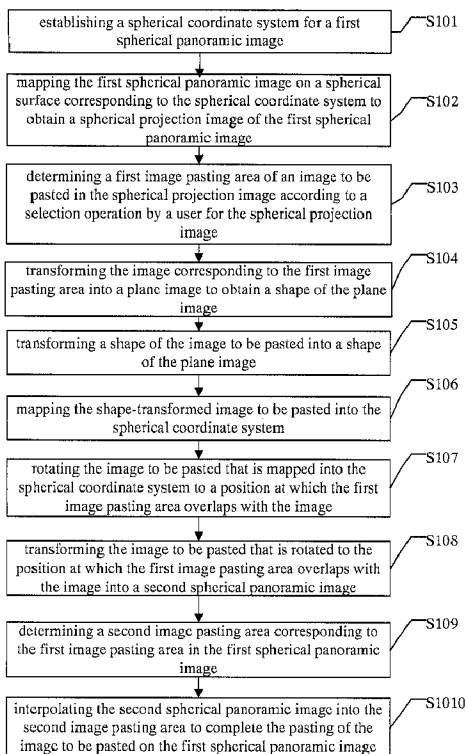 establishing a spherical coordinate system for a first
spherical panoramic image
S101
mapping the first spherical panoramic image on a spherical
surface corresponding to the spherical coordinate system to
obtain a spherical projection image of the first spherical
panoramic image
S102
determining a first image pasting area of an image to be
pasted in the spherical projection image according to a
selection operation by a user for the spherical projection
image
S103
transforming the image corresponding to the first image
pasting area into a plane image to obtain a shape of the plane
image
S104
transforming a shape of the image to be pasted into a shape
of the plane image
S105
mapping the shape-transformed image to be pasted into the
spherical coordinate system
S106
rotating the image to be pasted that is mapped into the
spherical coordinate system to a position at which the first
image pasting area overlaps with the image
S107
transforming the image to be pasted that is rotated to the
position at which the first image pasting area overlaps with
the image into a second spherical panoramic image
S108
determining a second image pasting area corresponding to
the first image pasting area in the first spherical panoramic
image
S109
interpolating the second spherical panoramic image into the
second image pasting area to complete the pasting of the
image to be pasted on the first spherical panoramic image
S1010